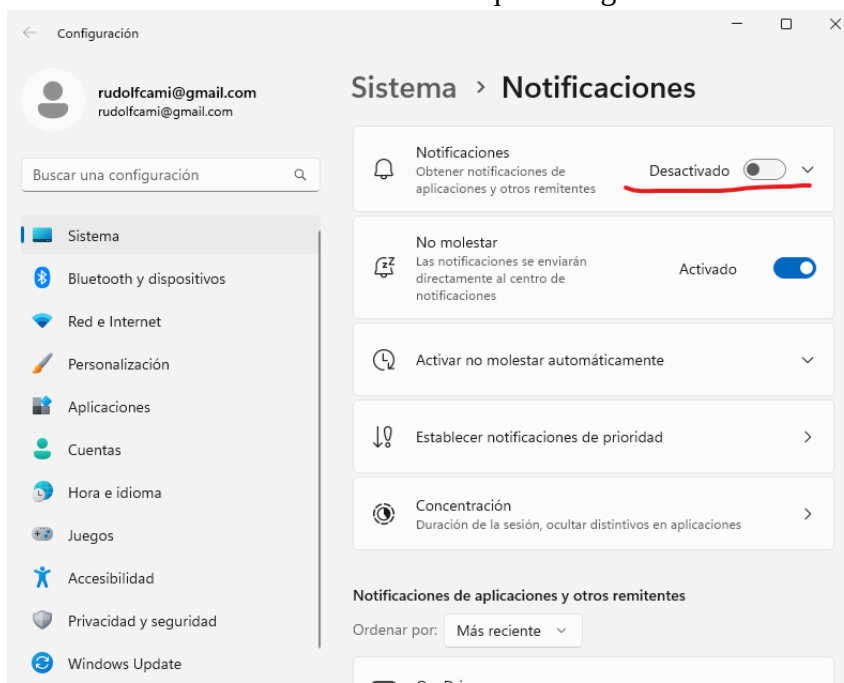 Configuración
rudolfcami@gmail.com
rudolfcami@gmail.com
Buscar una configuración
Sistema
Bluetooth y dispositivos
Red e Internet
Personalización
Aplicaciones
Cuentas
Hora e idioma
Juegos
Accesibilidad
Privacidad y seguridad
Windows Update
Sistema > Notificaciones
Notificaciones
Obtener notificaciones de
aplicaciones y otros remitentes
Desactivado
No molestar
Las notificaciones se enviarán
directamente al centro de
notificaciones
Activado
Activar no molestar automáticamente
Establecer notificaciones de prioridad
Concentración
Duración de la sesión, ocultar distintivos en aplicaciones
Notificaciones de aplicaciones y otros remitentes
Ordenar por: Más reciente